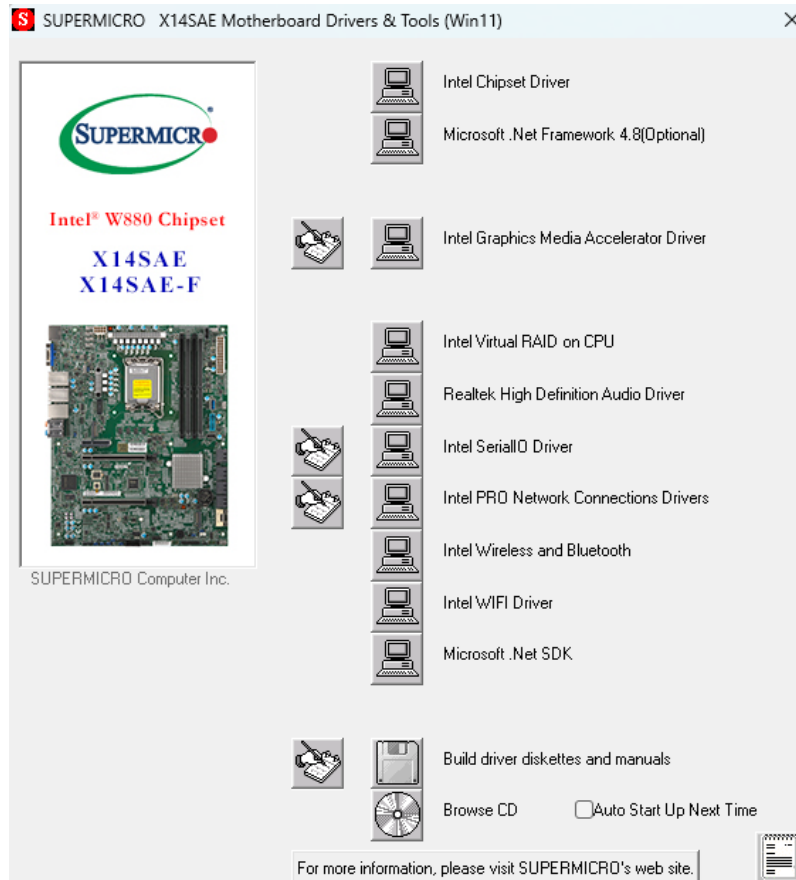 SUPERMICRO X14SAE Motherboard Drivers & Tools (Win11)
SUPERMICR
Intel® W880 Chipset
X14SAE
X14SAE-F
SUPERMICRO Computer Inc.
Intel Chipset Driver
Microsoft .Net Framework 4.8(Optional)
Intel Graphics Media Accelerator Driver
Intel Virtual RAID on CPU
Realtek High Definition Audio Driver
Intel SerialIO Driver
Intel PRO Network Connections Drivers
Intel Wireless and Bluetooth
Intel WIFI Driver
Microsoft .Net SDK
Build driver diskettes and manuals
Browse CD
Auto Start Up Next Time
For more information, please visit SUPERMICRO's web site.